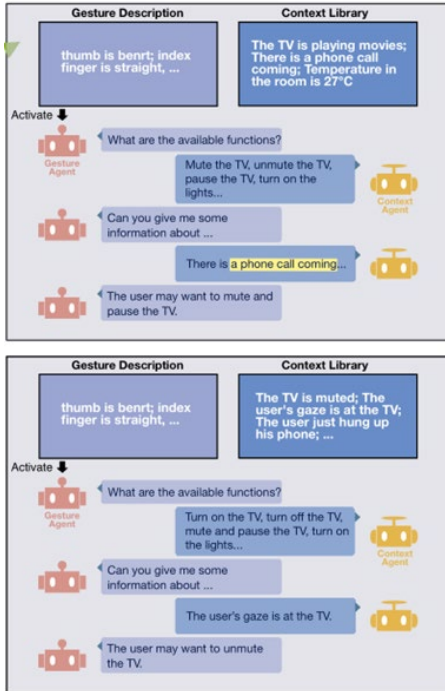 Gesture Description
Context Library
thumb is benrt; index
finger is straight, ...
The TV is playing movies;
There is a phone call
coming; Temperature in
the room is 27°C
Activate
Gesture
Agent
What are the available functions?
Mute the TV, unmute the TV,
pause the TV, turn on the
lights...
Context
Agent
Can you give me some
information about ...
There is a phone call coming...
The user may want to mute and
pause the TV.
Gesture Description
Context Library
thumb is benrt; index
finger is straight, ...
The TV is muted; The
user's gaze is at the TV;
The user just hung up
his phone; ...
Activate
Gesture
Agent
What are the available functions?
Turn on the TV, turn off the TV,
mute and pause the TV, turn on
the lights...
Context
Agent
Can you give me some
information about ...
The user's gaze is at the TV.
The user may want to unmute
the TV.